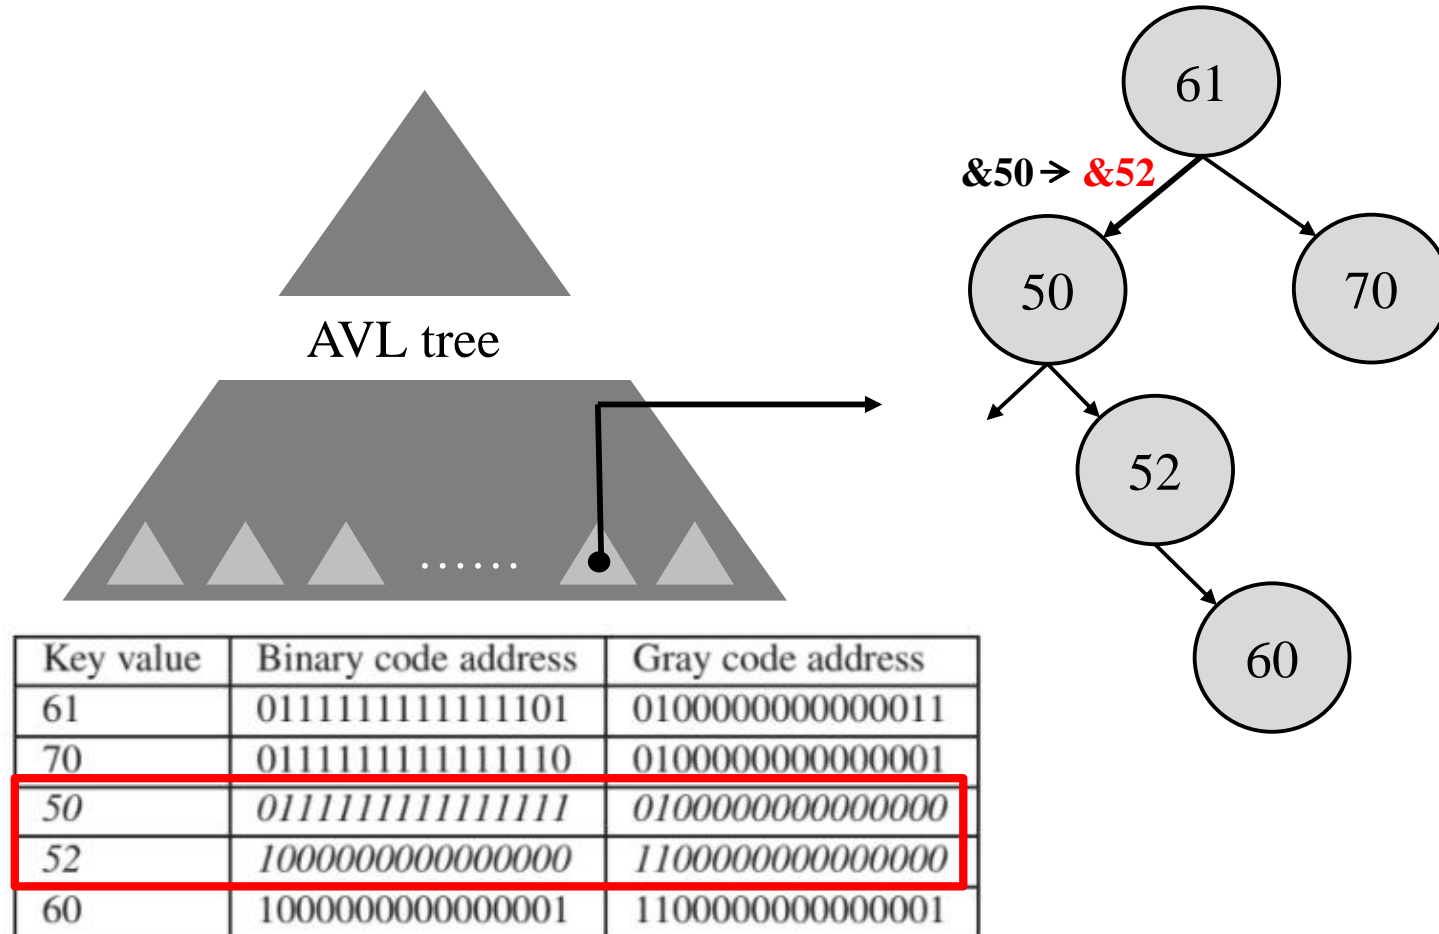 61
&50→ &52
50
70
AVL tree
52
······
60
Key value Binary code address Gray code address
61 0111111111111101 0100000000000011
70 0111111111111110 0100000000000001
50 0111111111111111 0100000000000000
52 1000000000000000 1100000000000000
60 1000000000000001 1100000000000001